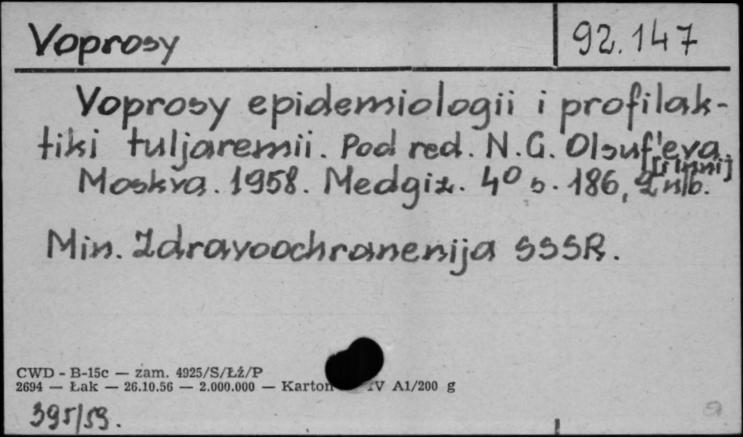 Voprosy
92.147
Voprosy epidemiologii i profilak-
tiki tuljaremii. Pod red. N.G. Olsuf'eva
[i inni]
Moskva. 1958. Medgiz. 4° s. 186, 2 nlb.
Min. Zdravoochranenija SSSR.
CWD - B-15c — zam. 4925/S/Łź/P
2694 — Łak — 26.10.56 — 2.000.000 — Karton IV A1/200 g
395/59.